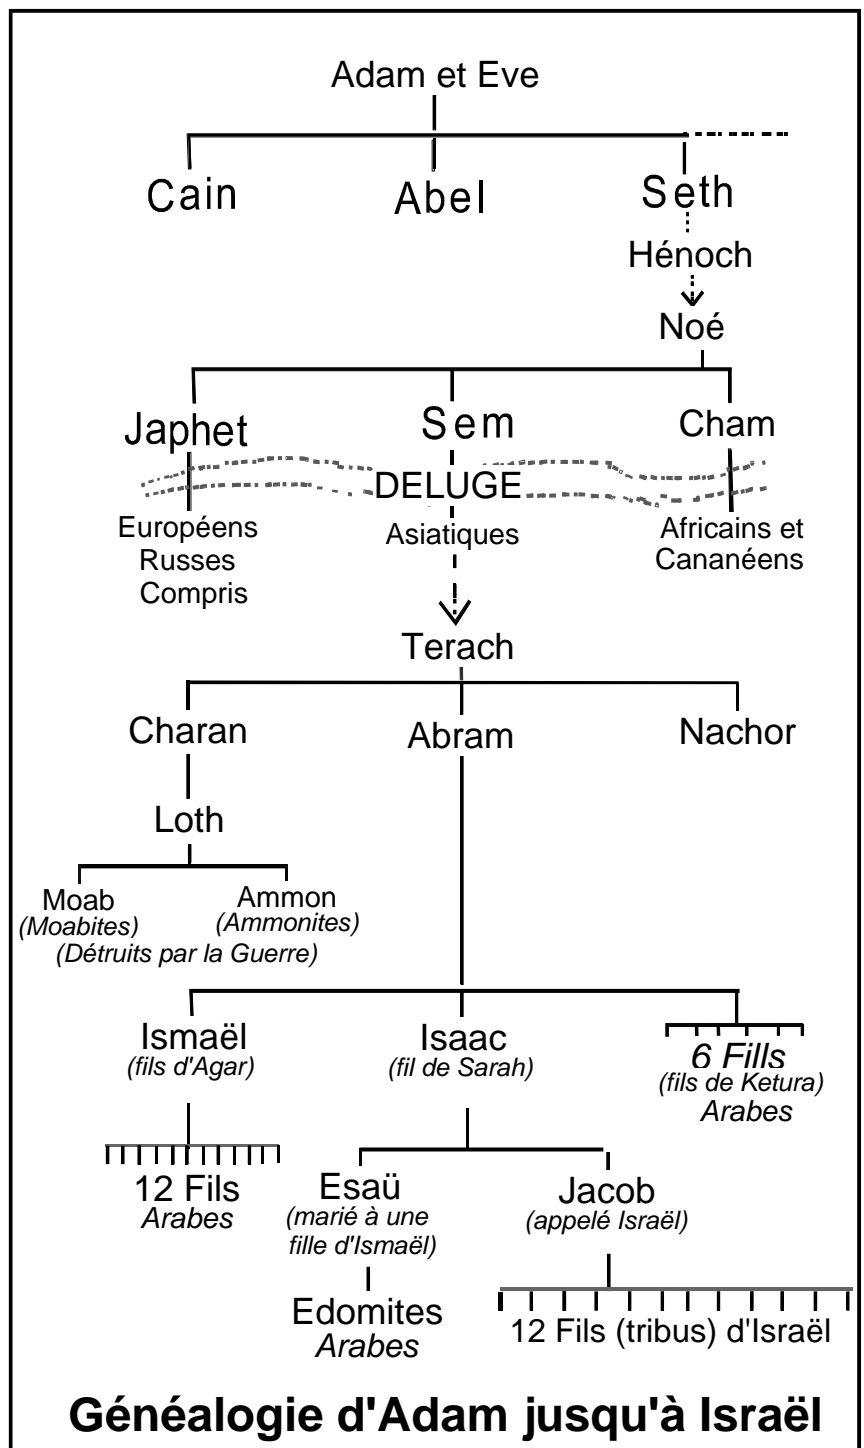 Adam et Eve
Cain
Abel
Seth
Hénoch
Noé
Japhet
Sem
Cham
DELUGE
Européens
Russes
Compris
Asiatiques
Africains et
Cananéens
Terach
Charan
Abram
Nachor
Loth
Moab
(Moabites)
Ammon
(Ammonites)
(Détruits par la Guerre)
Ismaël
(fils d'Agar)
Isaac
(fil de Sarah)
6 Fills
(fils de Ketura)
Arabes
12 Fils
Arabes
Esaü
(marié à une
fille d'Ismaël)
Jacob
(appelé Israël)
Edomites
Arabes
12 Fils (tribus) d'Israël
Généalogie d'Adam jusqu'à Israël